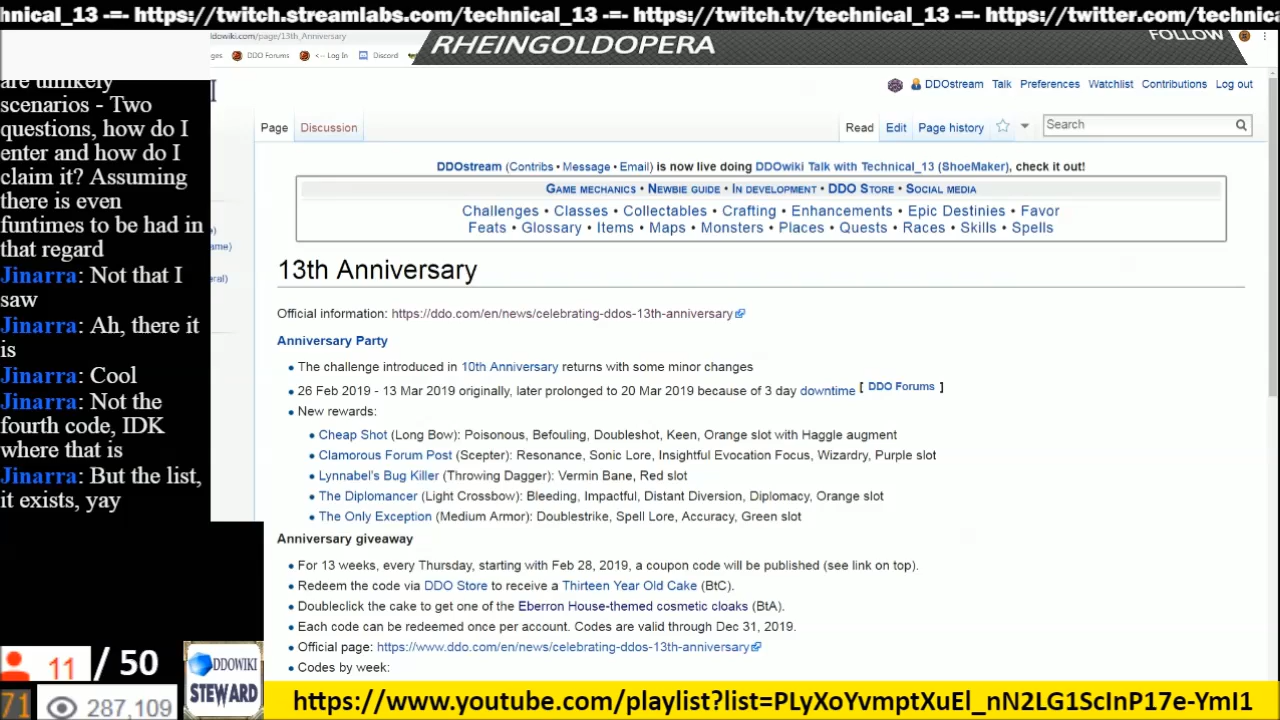 hnical_13 -=- https://twitch.streamlabs.com/technical_13 -=- https://twitch.tv/technical_13 -=- https://twitter.com/technic
dowiki.com/page/13th_Anniversary
RHEINGOLDOPERA
FOLLOW
ges DDO Forums <-- Log In Discord
are unlikely
scenarios - Two
questions, how do I
enter and how do I
claim it? Assuming
there is even
funtimes to be had in
that regard
Jinarra: Not that I
saw
Jinarra: Ah, there it
is
Jinarra: Cool
Jinarra: Not the
fourth code, IDK
where that is
Jinarra: But the list,
it exists, yay
ame)
eral)
DDOstream Talk Preferences Watchlist Contributions Log out
Page Discussion Read Edit Page history Search
DDOstream (Contribs • Message • Email) is now live doing DDOwiki Talk with Technical_13 (ShoeMaker), check it out!
Game mechanics • Newbie guide • In development • DDO Store • Social media
Challenges • Classes • Collectables • Crafting • Enhancements • Epic Destinies • Favor
Feats • Glossary • Items • Maps • Monsters • Places • Quests • Races • Skills • Spells
13th Anniversary
Official information: https://ddo.com/en/news/celebrating-ddos-13th-anniversary
Anniversary Party
• The challenge introduced in 10th Anniversary returns with some minor changes
• 26 Feb 2019 - 13 Mar 2019 originally, later prolonged to 20 Mar 2019 because of 3 day downtime [ DDO Forums ]
• New rewards:
• Cheap Shot (Long Bow): Poisonous, Befouling, Doubleshot, Keen, Orange slot with Haggle augment
• Clamorous Forum Post (Scepter): Resonance, Sonic Lore, Insightful Evocation Focus, Wizardry, Purple slot
• Lynnabel's Bug Killer (Throwing Dagger): Vermin Bane, Red slot
• The Diplomancer (Light Crossbow): Bleeding, Impactful, Distant Diversion, Diplomacy, Orange slot
• The Only Exception (Medium Armor): Doublestrike, Spell Lore, Accuracy, Green slot
Anniversary giveaway
• For 13 weeks, every Thursday, starting with Feb 28, 2019, a coupon code will be published (see link on top).
• Redeem the code via DDO Store to receive a Thirteen Year Old Cake (BtC).
• Doubleclick the cake to get one of the Eberron House-themed cosmetic cloaks (BtA).
• Each code can be redeemed once per account. Codes are valid through Dec 31, 2019.
• Official page: https://www.ddo.com/en/news/celebrating-ddos-13th-anniversary
• Codes by week:
11 / 50
71 287,109
DDOWIKI
STEWARD
https://www.youtube.com/playlist?list=PLyXoYvmptXuEl_nN2LG1ScInP17e-YmI1